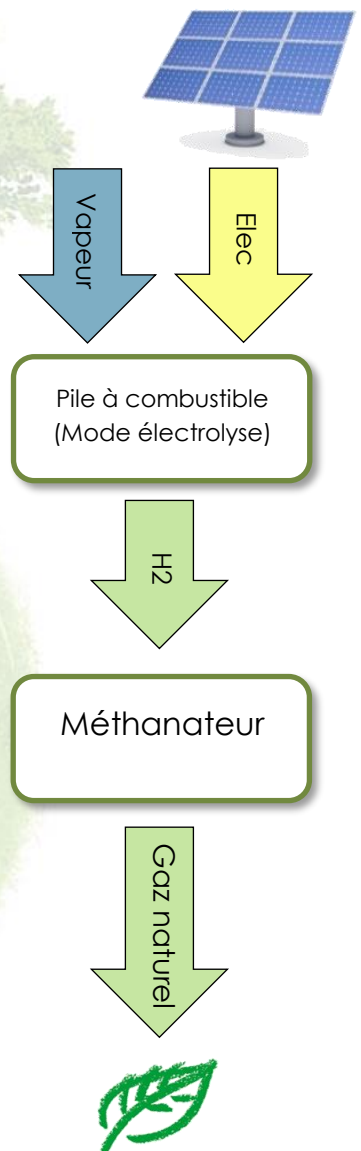 Vapeur
Elec
Pile à combustible
(Mode électrolyse)
H2
Méthanateur
Gaz naturel